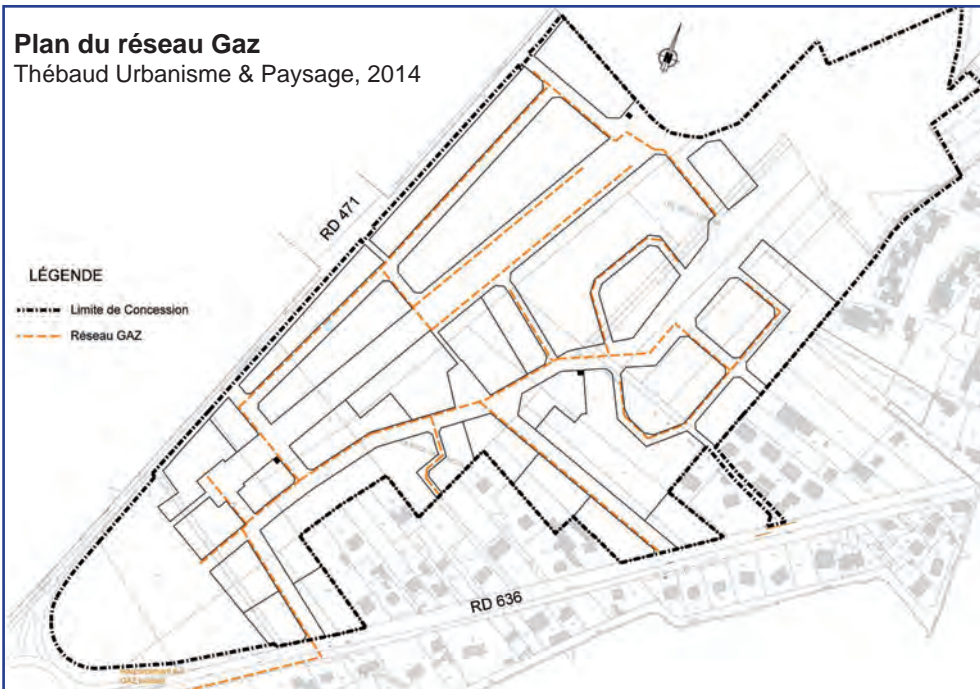 Plan du réseau Gaz
Thébaud Urbanisme & Paysage, 2014
RD 471
LÉGENDE
Limite de Concession
Réseau GAZ
RD 636